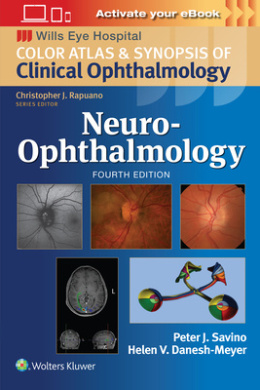 Activate your eBook
Wills Eye Hospital
COLOR ATLAS & SYNOPSIS OF
Clinical Ophthalmology
Christopher J. Rapuano
SERIES EDITOR
Neuro-
Ophthalmology
FOURTH EDITION
L
Peter J. Savino
Helen V. Danesh-Meyer
Wolters Kluwer